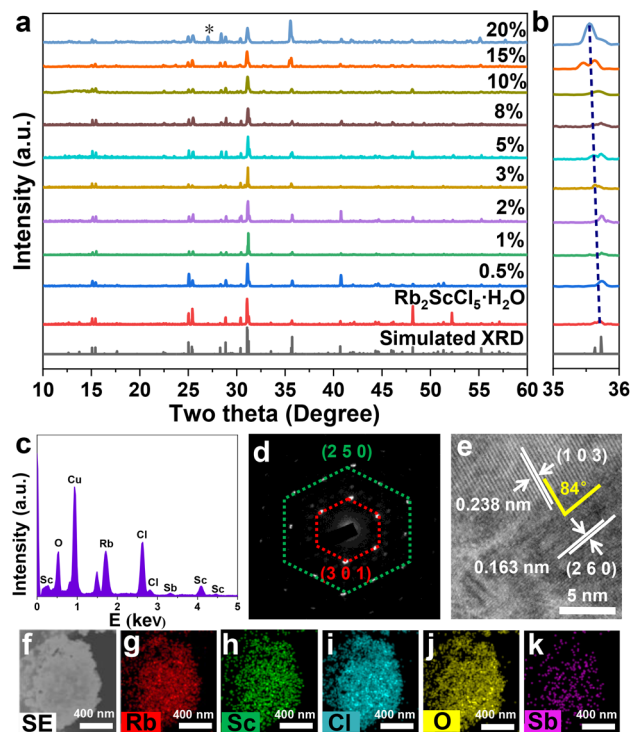 a
b
*
20%
15%
10%
8%
5%
3%
2%
1%
0.5%
Rb₂ScCl₅·H₂O
Simulated XRD
Intensity (a.u.)
10 15 20 25 30 35 40 45 50 55 60
Two theta (Degree)
35 36
c
Intensity (a.u.)
Cu
O
Rb
Cl
Sc
Cl
Sb
Sc
Sc
0 1 2 3 4 5
E (kev)
d
(2 5 0)
(3 0 1)
e
(1 0 3)
84°
0.238 nm
0.163 nm
(2 6 0)
5 nm
f
SE
400 nm
g
Rb
400 nm
h
Sc
400 nm
i
Cl
400 nm
j
O
400 nm
k
Sb
400 nm